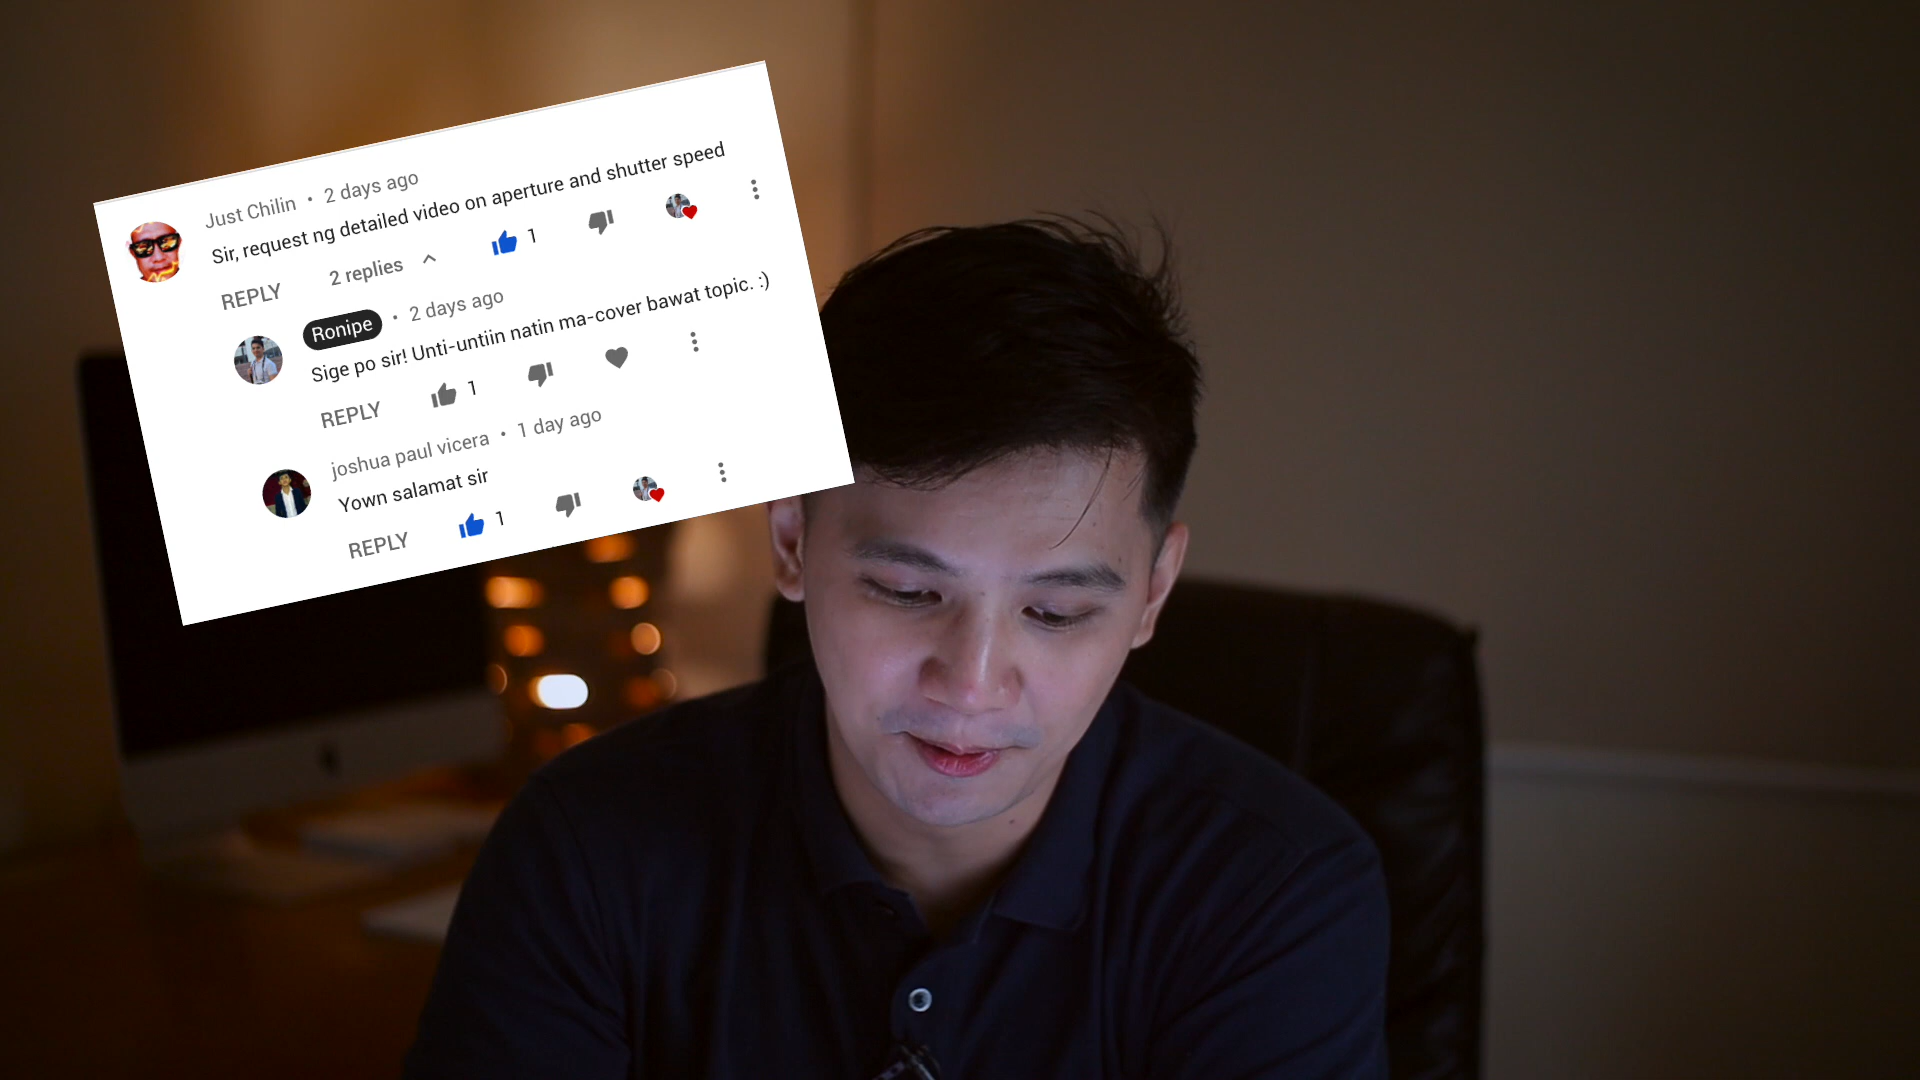 Just Chilin • 2 days ago
Sir, request ng detailed video on aperture and shutter speed
REPLY 2 replies 1
Ronipe • 2 days ago
Sige po sir! Unti-untiin natin ma-cover bawat topic. :)
REPLY 1
joshua paul vicera • 1 day ago
Yown salamat sir
REPLY 1